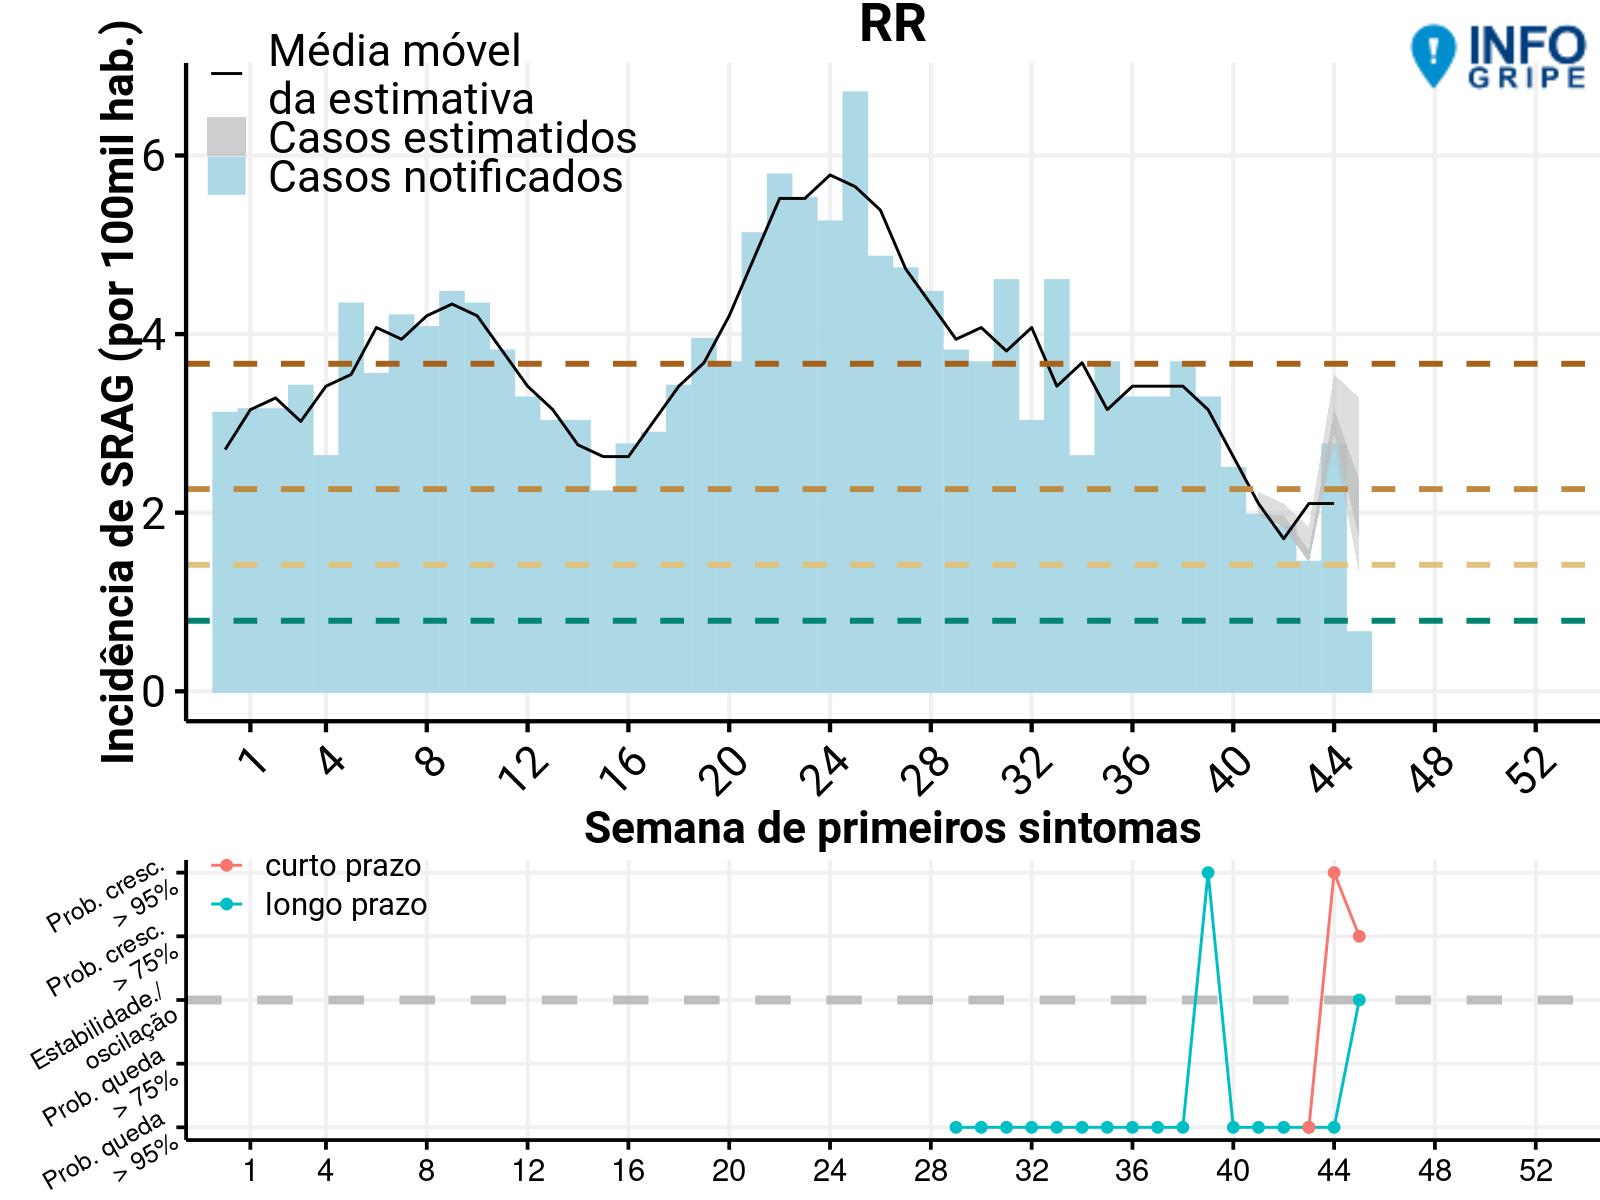 RR
INFO
GRIPE
Média móvel
da estimativa
Casos estimatidos
Casos notificados
Incidência de SRAG (por 100mil hab.)
6
4
2
0
1 4 8 12 16 20 24 28 32 36 40 44 48 52
Semana de primeiros sintomas
curto prazo
longo prazo
Prob. cresc.
> 95%
Prob. cresc.
> 75%
Estabilidade./
oscilação
Prob. queda
> 75%
Prob. queda
> 95%
1 4 8 12 16 20 24 28 32 36 40 44 48 52